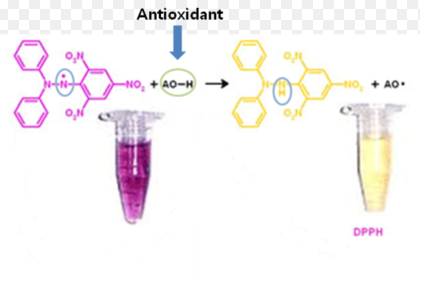 Antioxidant
O₂N NO₂ O₂N N–N• + AO–H → O₂N NO₂ O₂N N–N H + AO•
DPPH